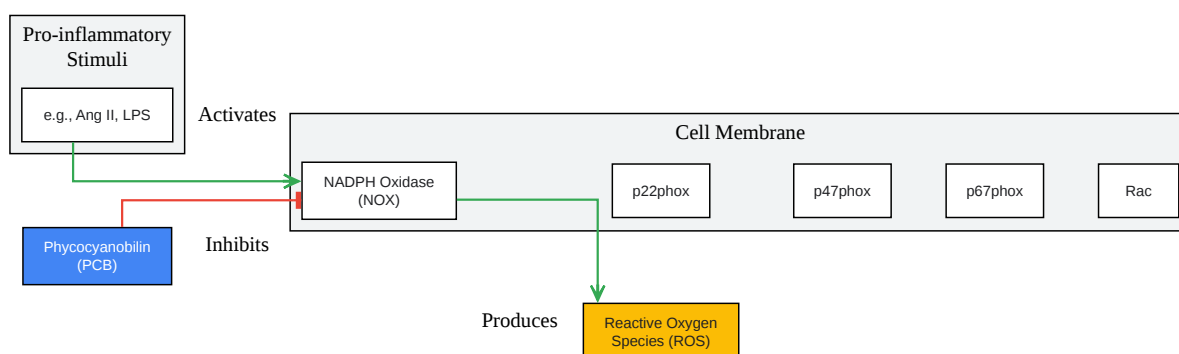 Pro-inflammatory
Stimuli
e.g., Ang II, LPS
Activates
Cell Membrane
NADPH Oxidase
(NOX)
p22phox
p47phox
p67phox
Rac
Phycocyanobilin
(PCB)
Inhibits
Produces
Reactive Oxygen
Species (ROS)